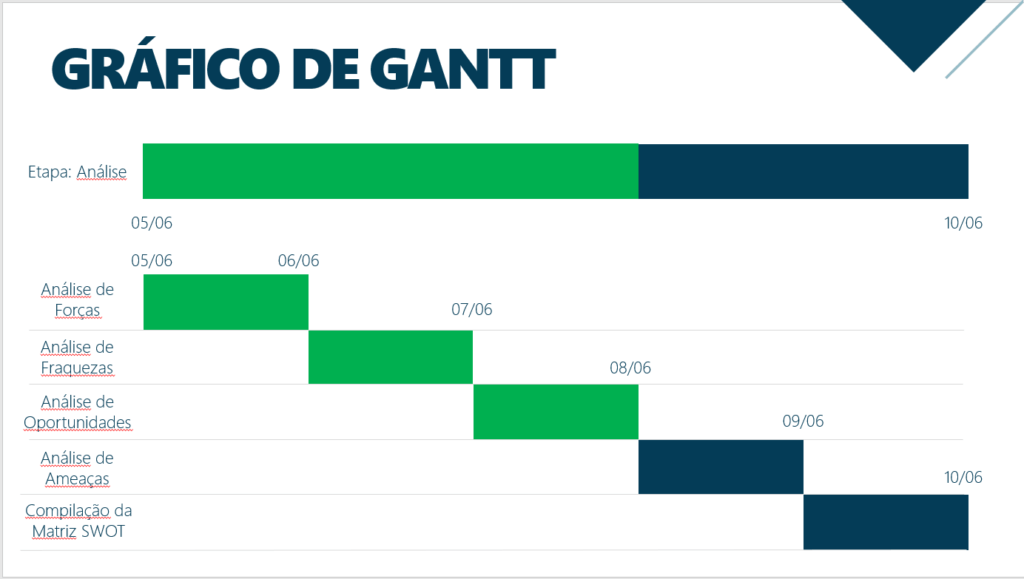 GRÁFICO DE GANTT
Etapa: Análise
05/06
10/06
05/06
06/06
Análise de
Forças
07/06
Análise de
Fraquezas
08/06
Análise de
Oportunidades
09/06
Análise de
Ameaças
10/06
Compilação da
Matriz SWOT